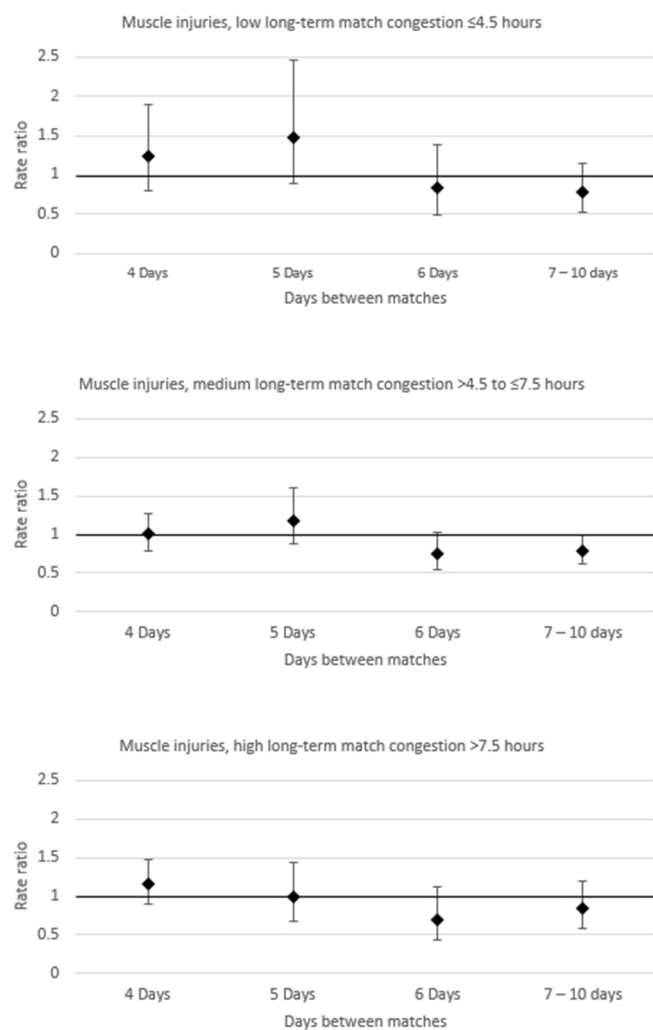 Muscle injuries, low long-term match congestion ≤4.5 hours
2.5
2
1.5
1
0.5
0
Rate ratio
4 Days 5 Days 6 Days 7 – 10 days
Days between matches
Muscle injuries, medium long-term match congestion >4.5 to ≤7.5 hours
2.5
2
1.5
1
0.5
0
Rate ratio
4 Days 5 Days 6 Days 7 – 10 days
Days between matches
Muscle injuries, high long-term match congestion >7.5 hours
2.5
2
1.5
1
0.5
0
Rate ratio
4 Days 5 Days 6 Days 7 – 10 days
Days between matches